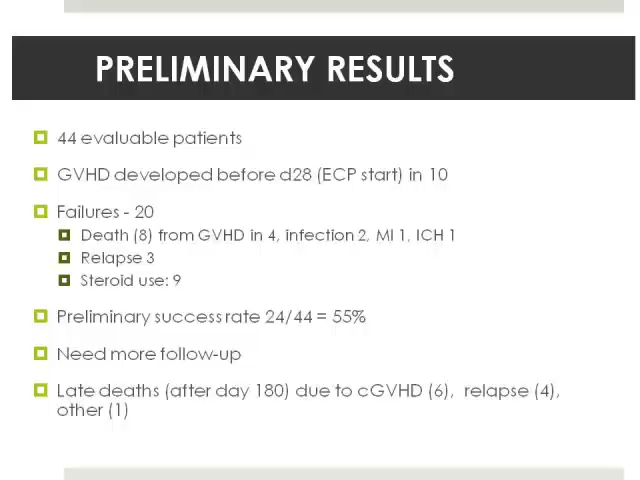 PRELIMINARY RESULTS
44 evaluable patients
GVHD developed before d28 (ECP start) in 10
Failures - 20
Death (8) from GVHD in 4, infection 2, MI 1, ICH 1
Relapse 3
Steroid use: 9
Preliminary success rate 24/44 = 55%
Need more follow-up
Late deaths (after day 180) due to cGVHD (6), relapse (4),
other (1)